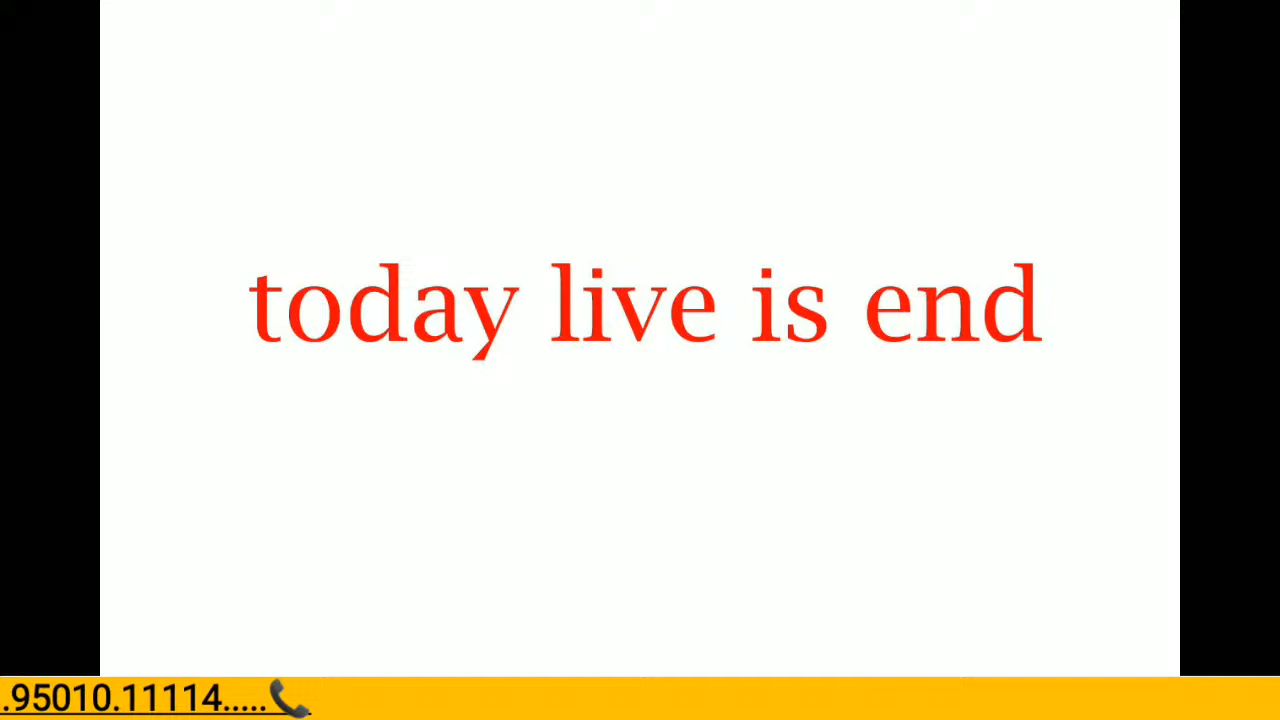 today live is end
.95010.11114.....📞